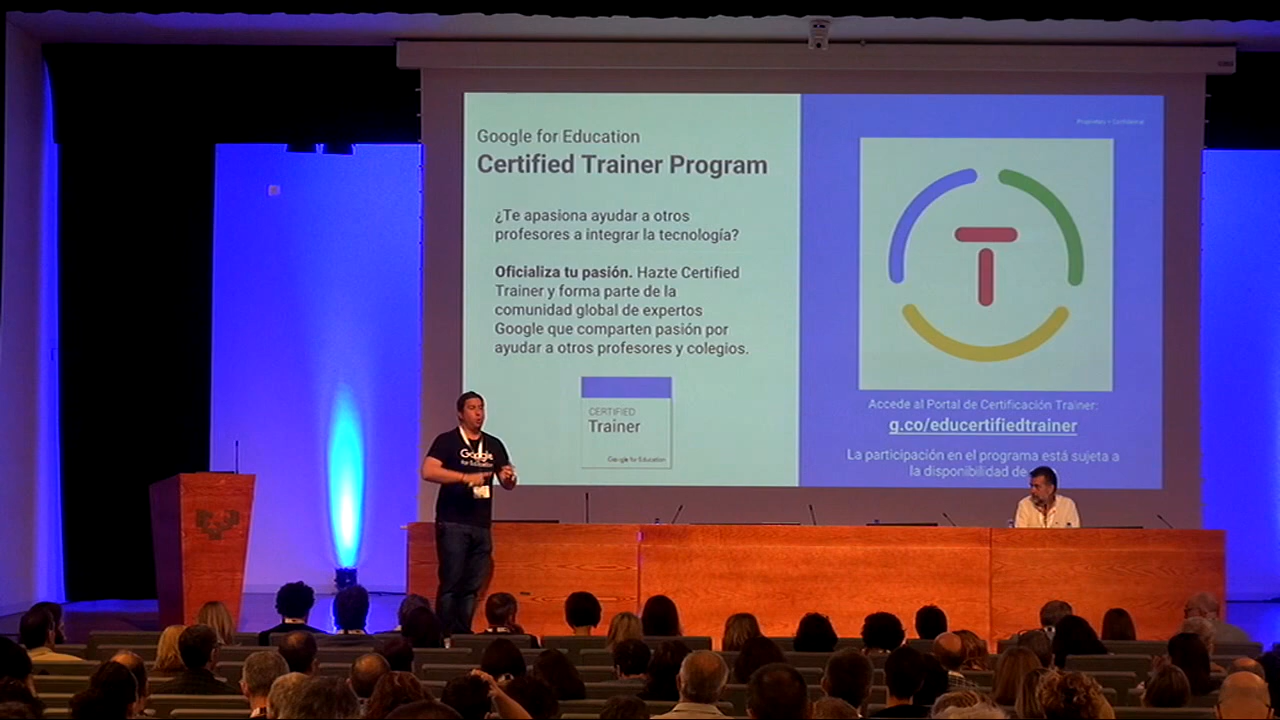 Google for Education
Certified Trainer Program
¿Te apasiona ayudar a otros
profesores a integrar la tecnología?
Oficializa tu pasión. Hazte Certified
Trainer y forma parte de la
comunidad global de expertos
Google que comparten pasión por
ayudar a otros profesores y colegios.
CERTIFIED
Trainer
Google for Education
Proprietary + Confidential
T
Accede al Portal de Certificación Trainer:
g.co/educertifiedtrainer
La participación en el programa está sujeta a
la disponibilidad de
Google
for Education